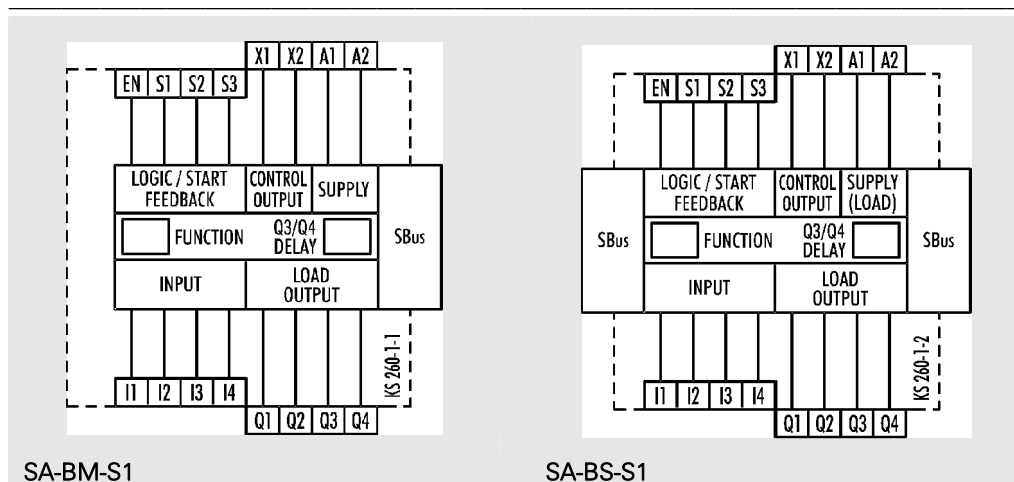 X1 X2 A1 A2
EN S1 S2 S3
LOGIC / START FEEDBACK
CONTROL OUTPUT
SUPPLY
FUNCTION
Q3/Q4 DELAY
SBus
INPUT
LOAD OUTPUT
KS 260-1-1
I1 I2 I3 I4
Q1 Q2 Q3 Q4
SA-BM-S1
X1 X2 A1 A2
EN S1 S2 S3
SBus
LOGIC / START FEEDBACK
CONTROL OUTPUT
SUPPLY (LOAD)
FUNCTION
Q3/Q4 DELAY
SBus
INPUT
LOAD OUTPUT
KS 260-1-2
I1 I2 I3 I4
Q1 Q2 Q3 Q4
SA-BS-S1